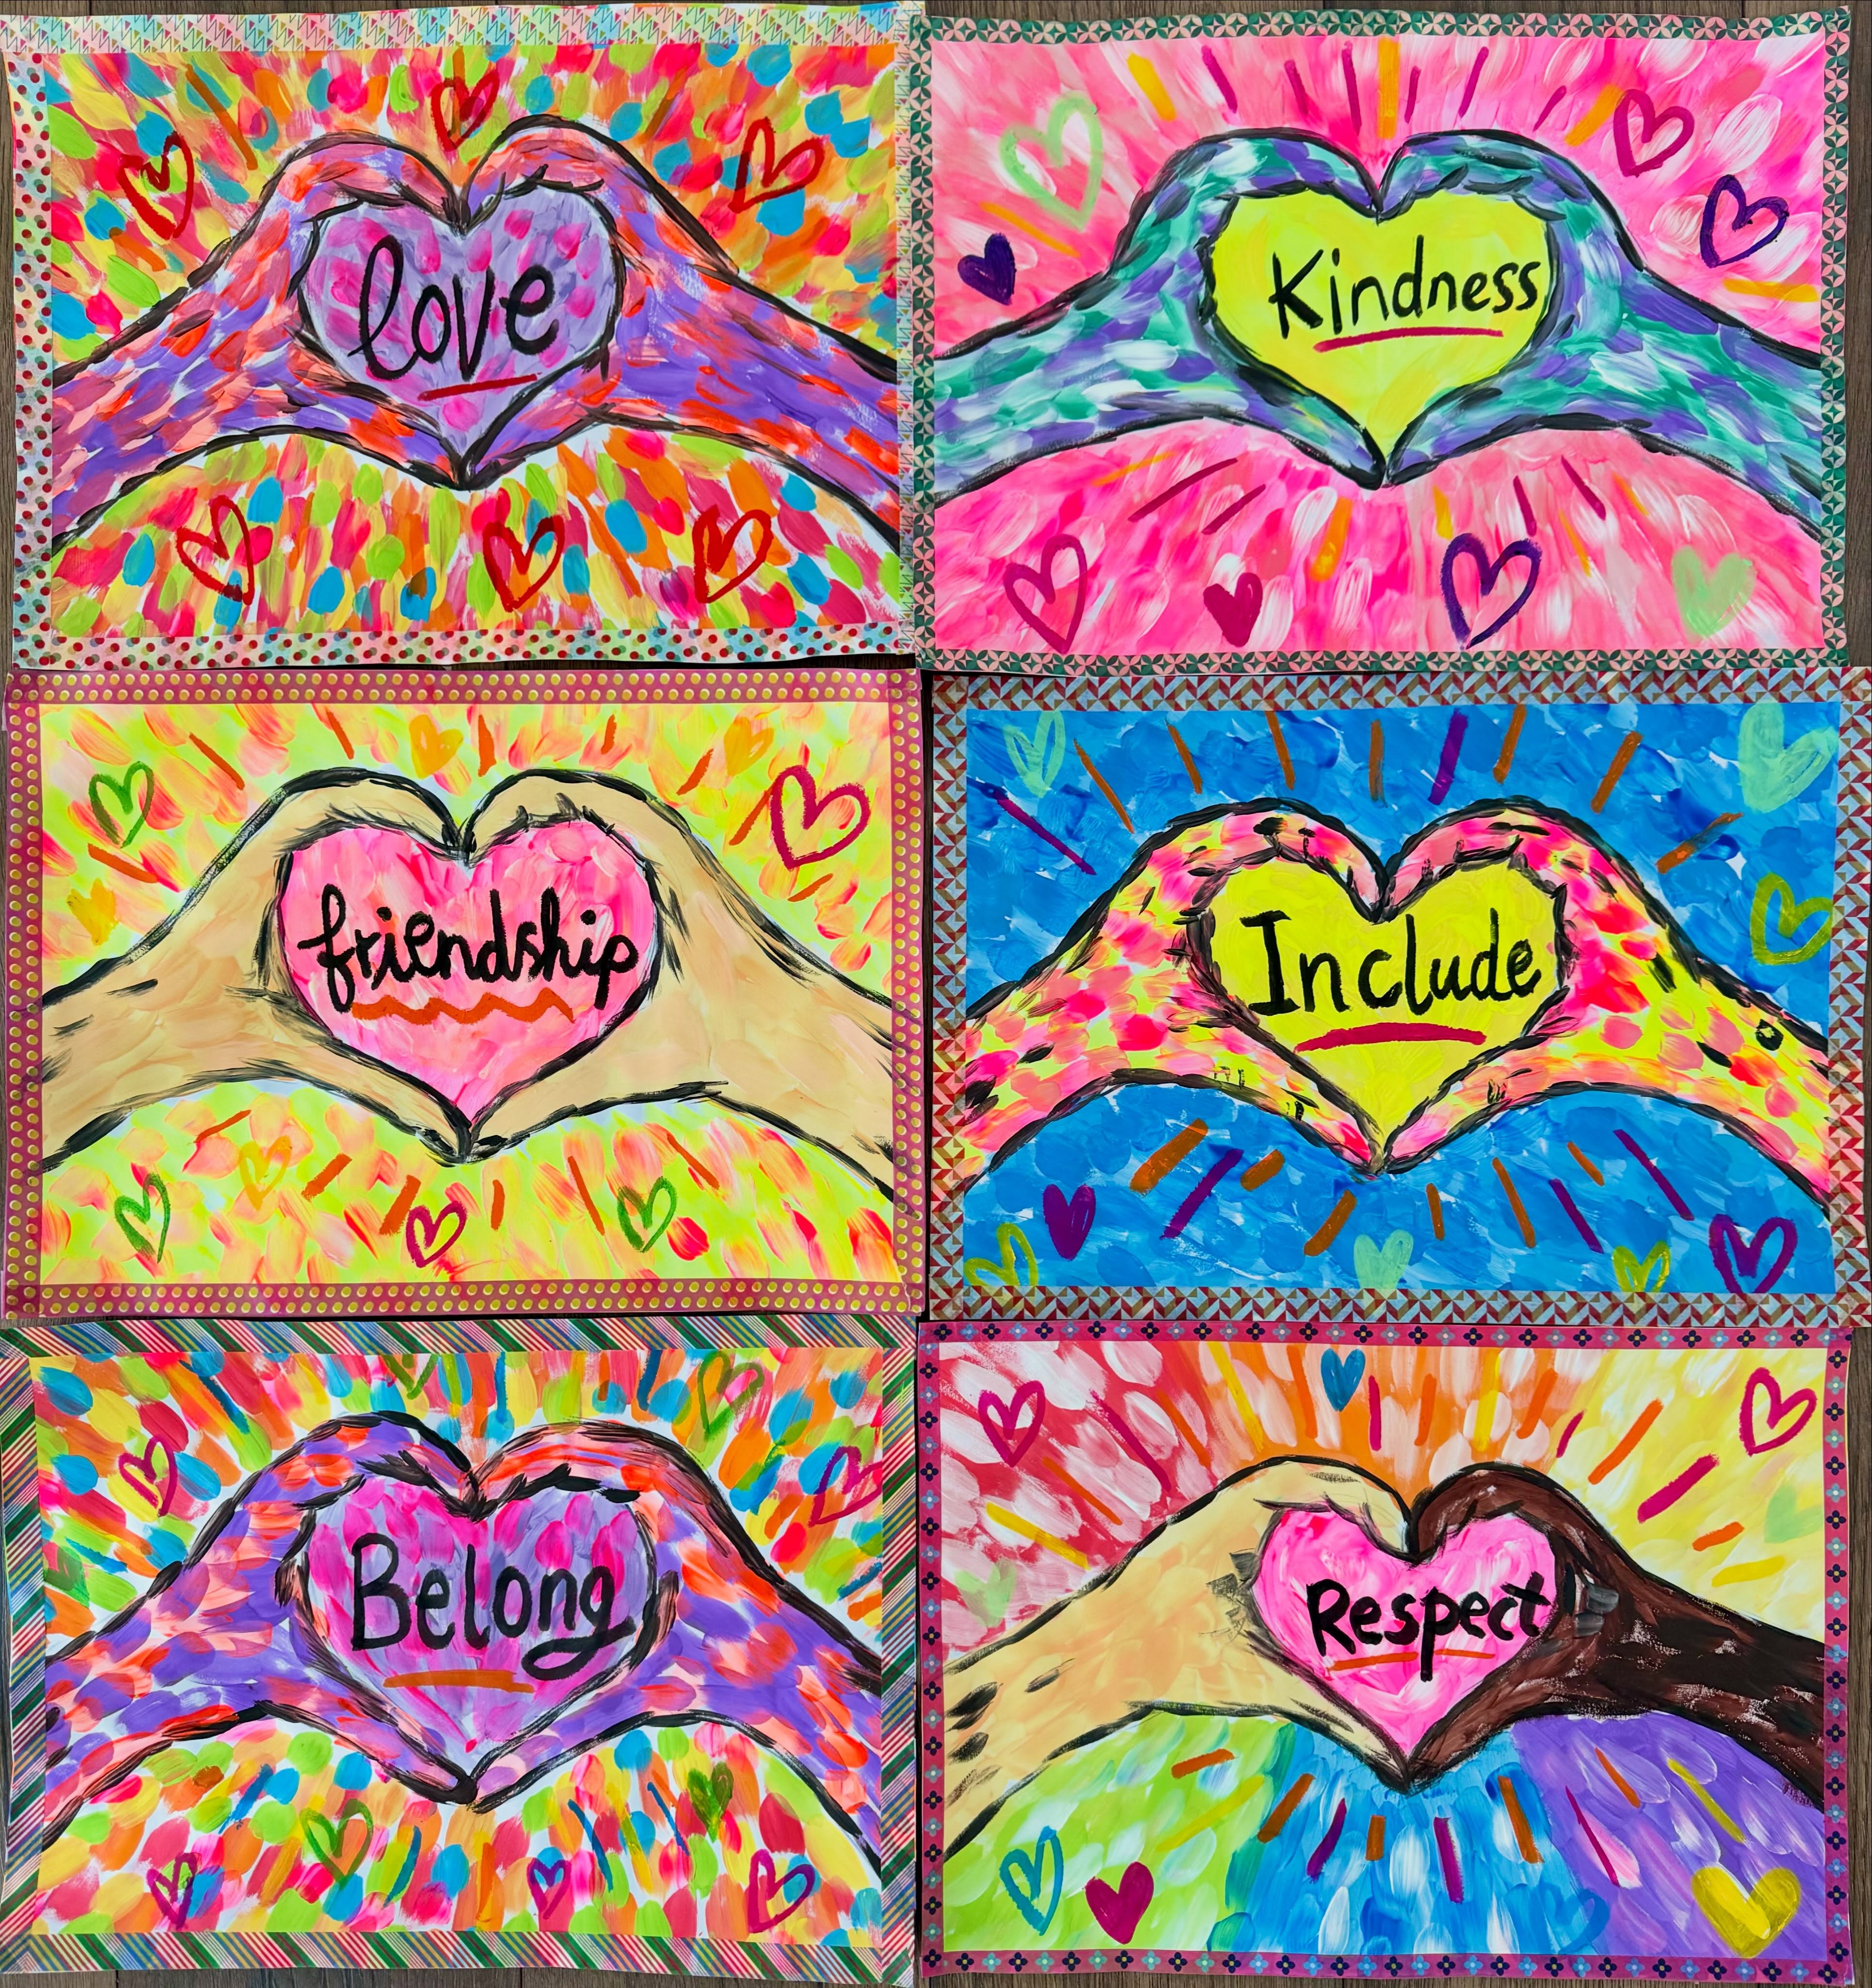 love
Kindness
friendship
Include
Belong
Respect